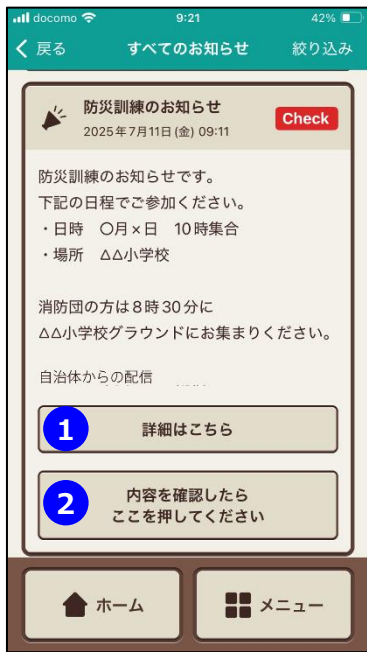 docomo 9:21 42%
戻る すべてのお知らせ 絞り込み
防災訓練のお知らせ
2025年7月11日(金) 09:11
Check
防災訓練のお知らせです。
下記の日程でご参加ください。
・日時　〇月×日　10時集合
・場所　△△小学校
消防団の方は8時30分に
△△小学校グラウンドにお集まりください。
自治体からの配信
1 詳細はこちら
2 内容を確認したら
ここを押してください
ホーム メニュー